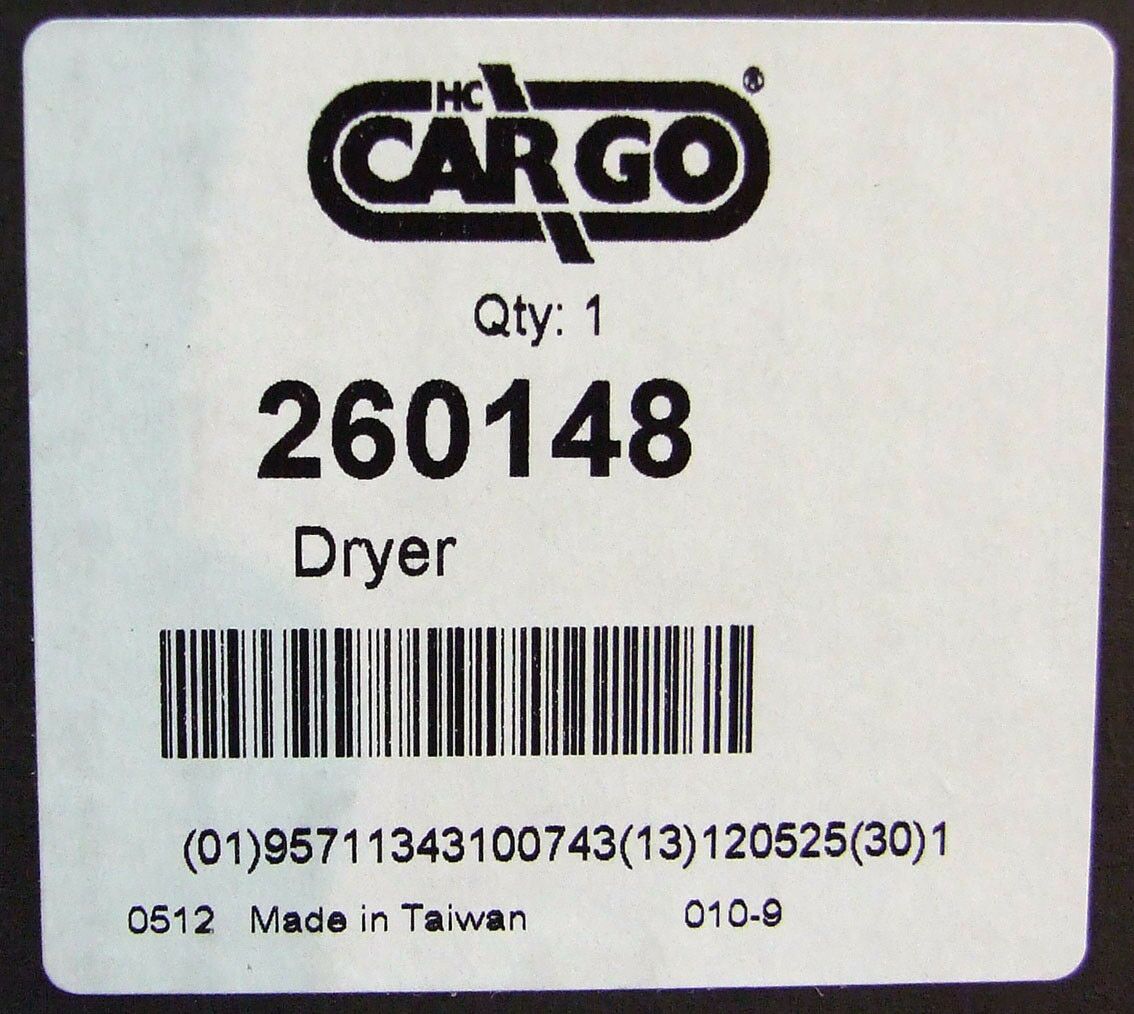 HC
CARGO®
Qty: 1
260148
Dryer
(01)95711343100743(13)120525(30)1
0512 Made in Taiwan 010-9